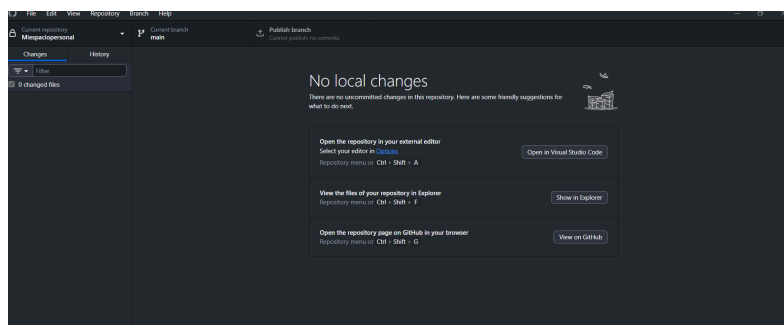 File Edit View Repository Branch Help
Current repository
Miespaciopersonal
Current branch
main
Publish branch
Cannot publish: no commits
Changes History
Filter
0 changed files
No local changes
There are no uncommitted changes in this repository. Here are some friendly suggestions for
what to do next.
Open the repository in your external editor
Select your editor in Options
Repository menu or Ctrl + Shift + A
Open in Visual Studio Code
View the files of your repository in Explorer
Repository menu or Ctrl + Shift + F
Show in Explorer
Open the repository page on GitHub in your browser
Repository menu or Ctrl + Shift + G
View on GitHub